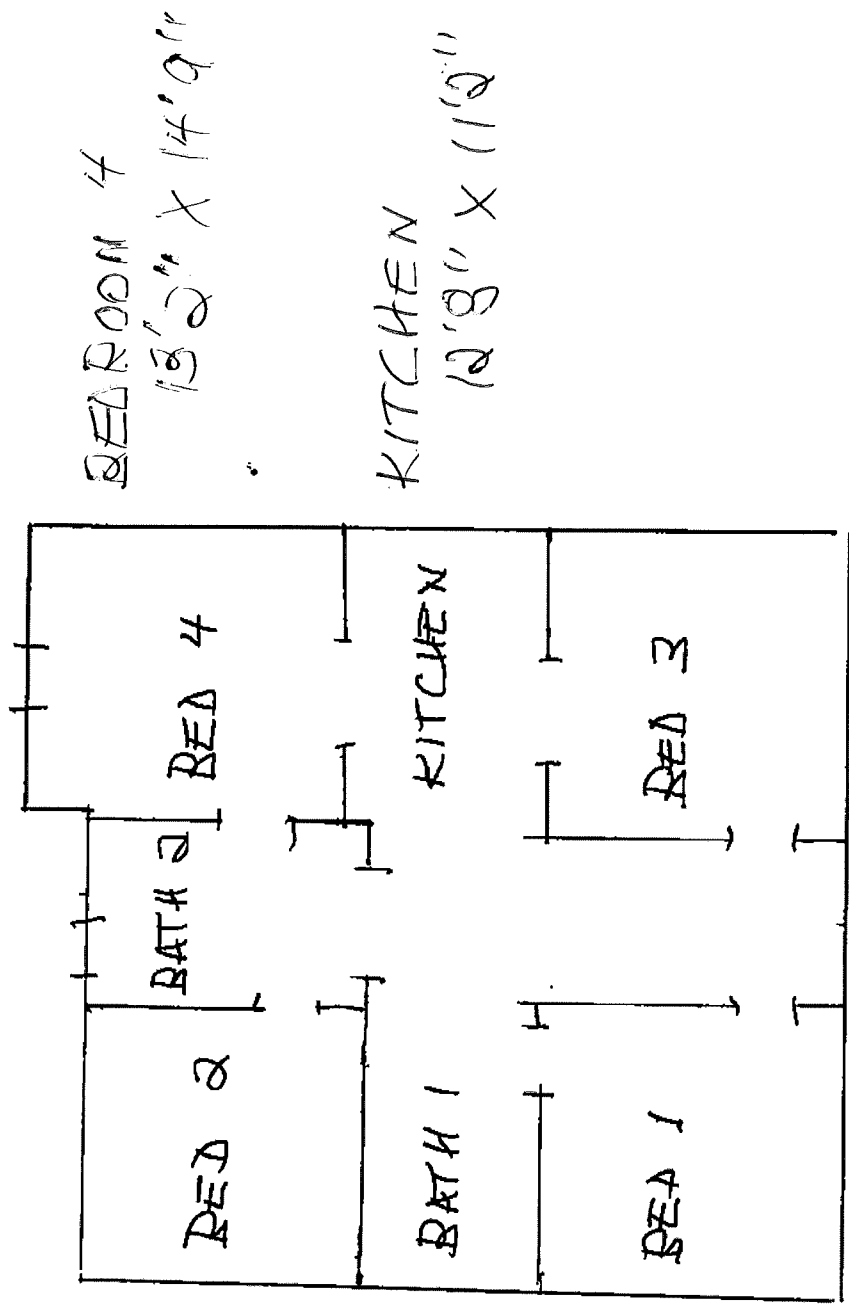 BED 2
BATH 2
BED 4
BEDROOM 4
13'2" X 14'9"
BATH 1
KITCHEN
KITCHEN
12'8" X 11'2"
BED 1
BED 3